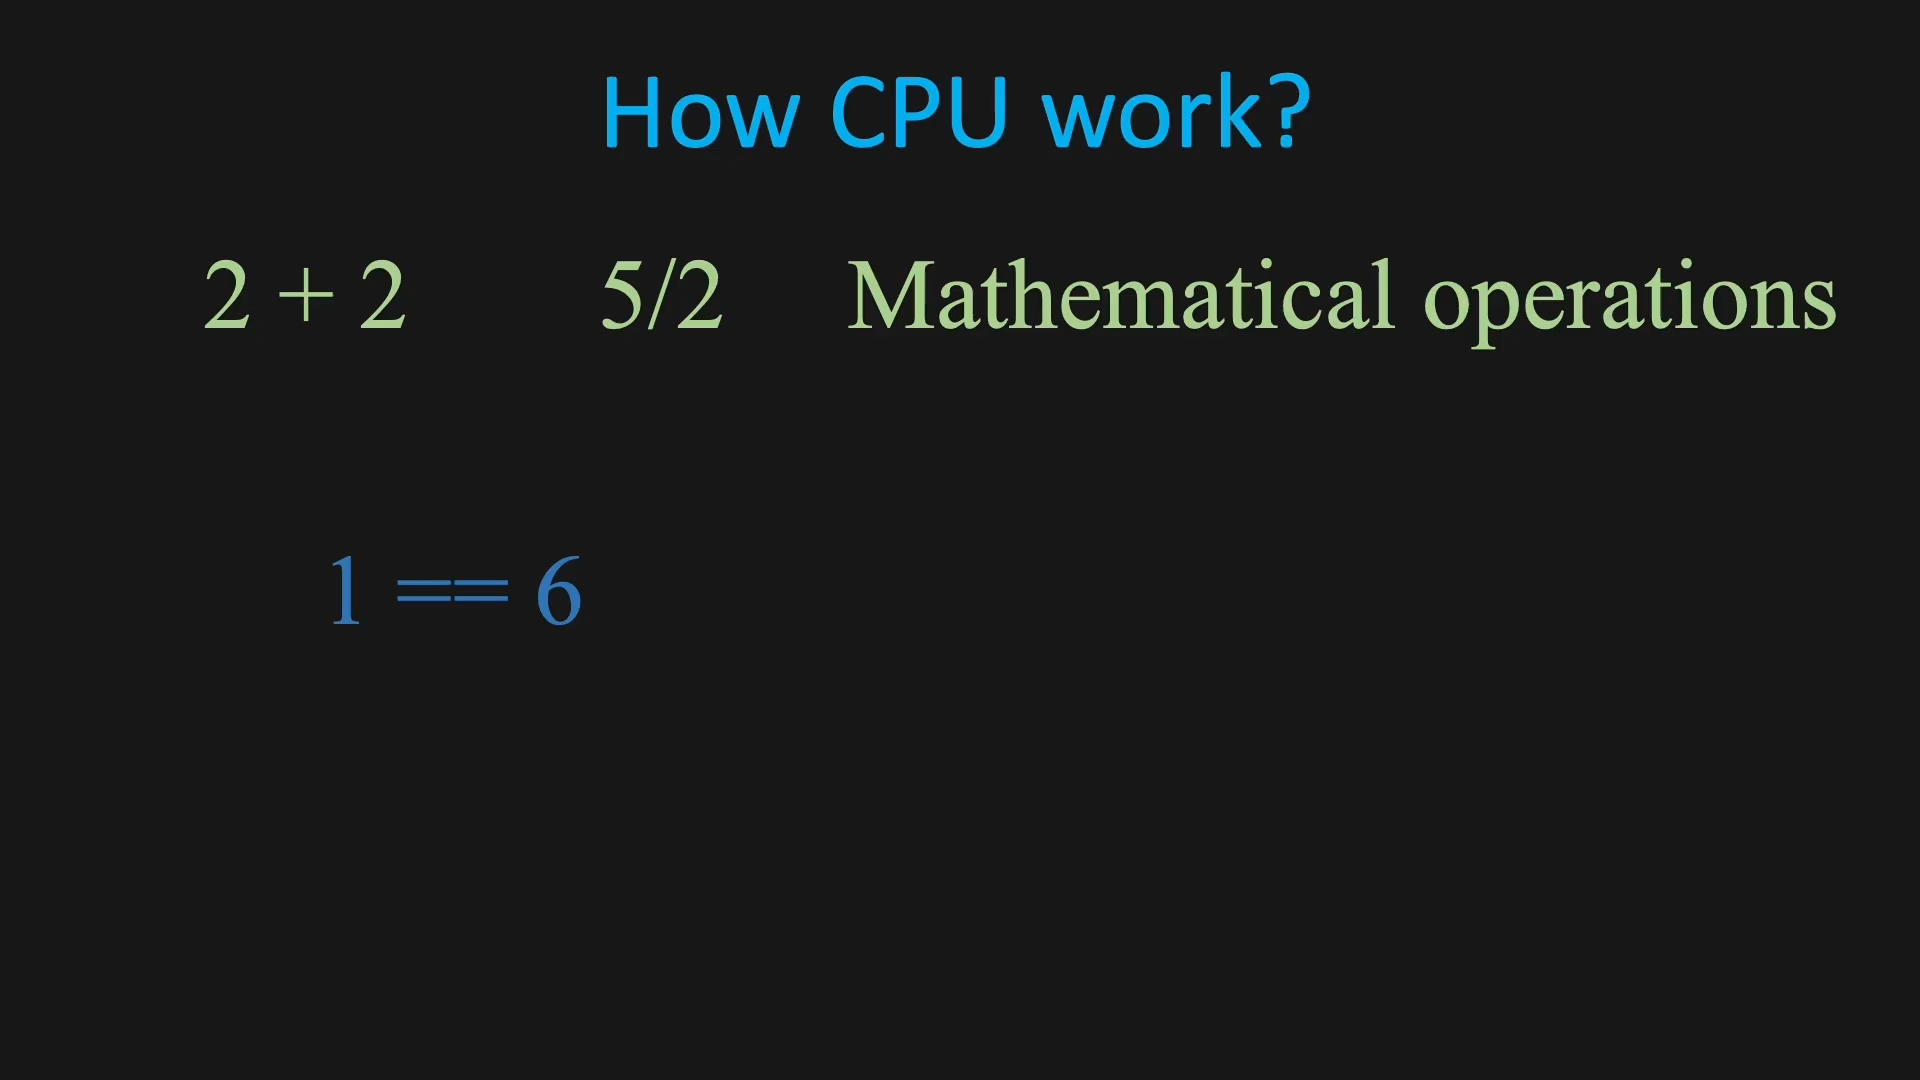 How CPU work?
2 + 2 5/2 Mathematical operations
1 == 6